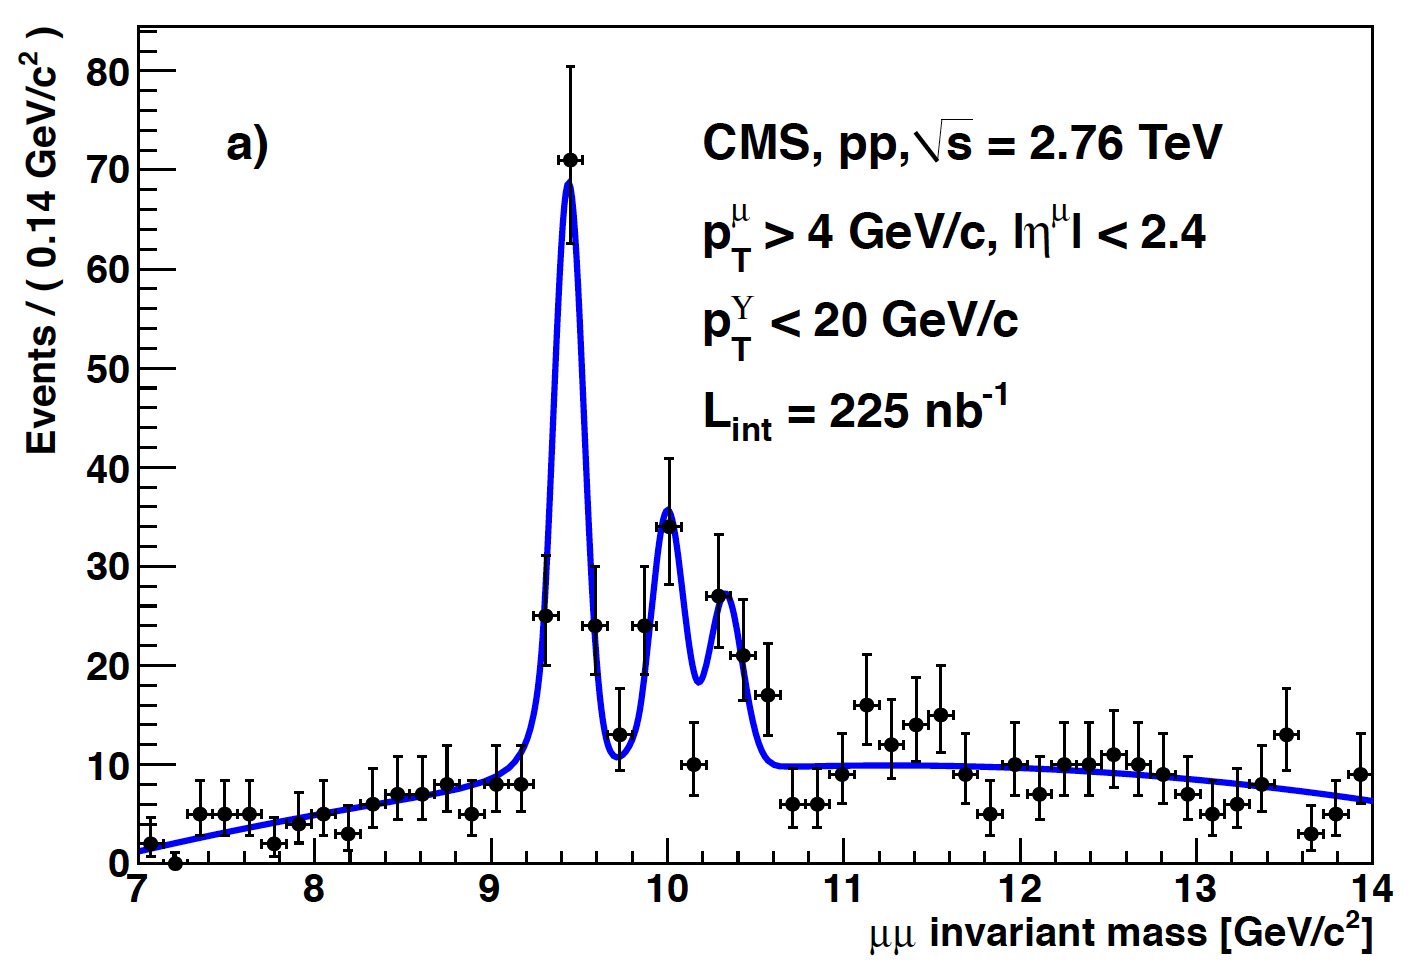 Events / ( 0.14 GeV/c² )
80
70
60
50
40
30
20
10
0
a)
CMS, pp, √s = 2.76 TeV
p_T^μ > 4 GeV/c, |η^μ| < 2.4
p_T^Υ < 20 GeV/c
L_int = 225 nb⁻¹
7 8 9 10 11 12 13 14
μμ invariant mass [GeV/c²]